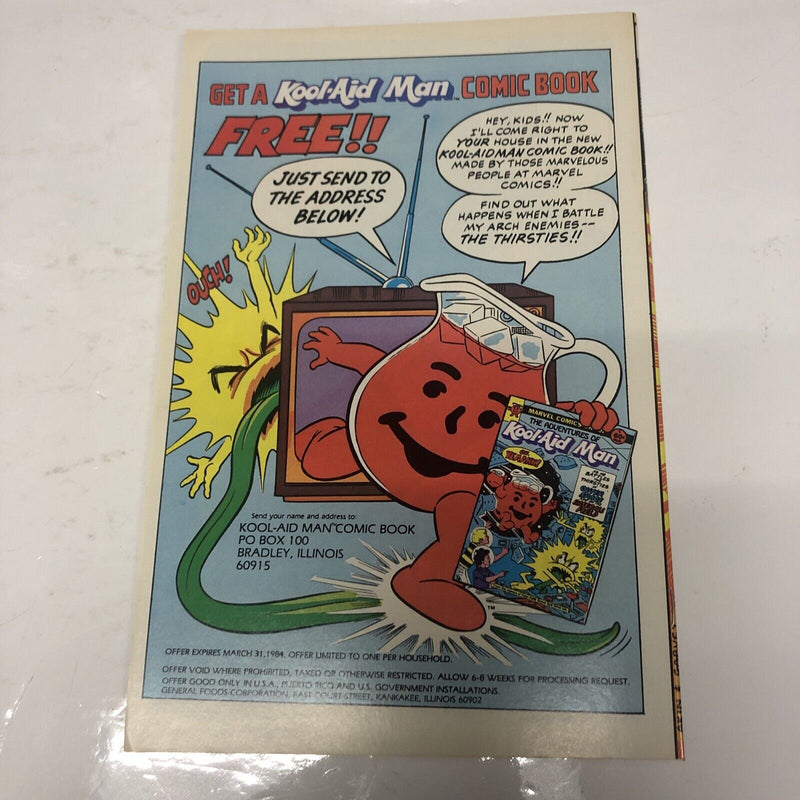 GET A Kool-Aid Man™ COMIC BOOK
FREE!!
JUST SEND TO
THE ADDRESS
BELOW!
HEY, KIDS!! NOW
I'LL COME RIGHT TO
YOUR HOUSE IN THE NEW
KOOL-AID MAN COMIC BOOK!!
MADE BY THOSE MARVELOUS
PEOPLE AT MARVEL
COMICS!!
FIND OUT WHAT
HAPPENS WHEN I BATTLE
MY ARCH ENEMIES--
THE THIRSTIES!!
OUCH!
MARVEL COMICS
THE ADVENTURES OF
Kool-Aid Man
Send your name and address to:
KOOL-AID MAN™ COMIC BOOK
PO BOX 100
BRADLEY, ILLINOIS
60915
™
OFFER EXPIRES MARCH 31, 1984. OFFER LIMITED TO ONE PER HOUSEHOLD.
OFFER VOID WHERE PROHIBITED, TAXED OR OTHERWISE RESTRICTED. ALLOW 6-8 WEEKS FOR PROCESSING REQUEST.
OFFER GOOD ONLY IN U.S.A., PUERTO RICO AND U.S. GOVERNMENT INSTALLATIONS.
GENERAL FOODS CORPORATION, EAST COURT STREET, KANKAKEE, ILLINOIS 60902